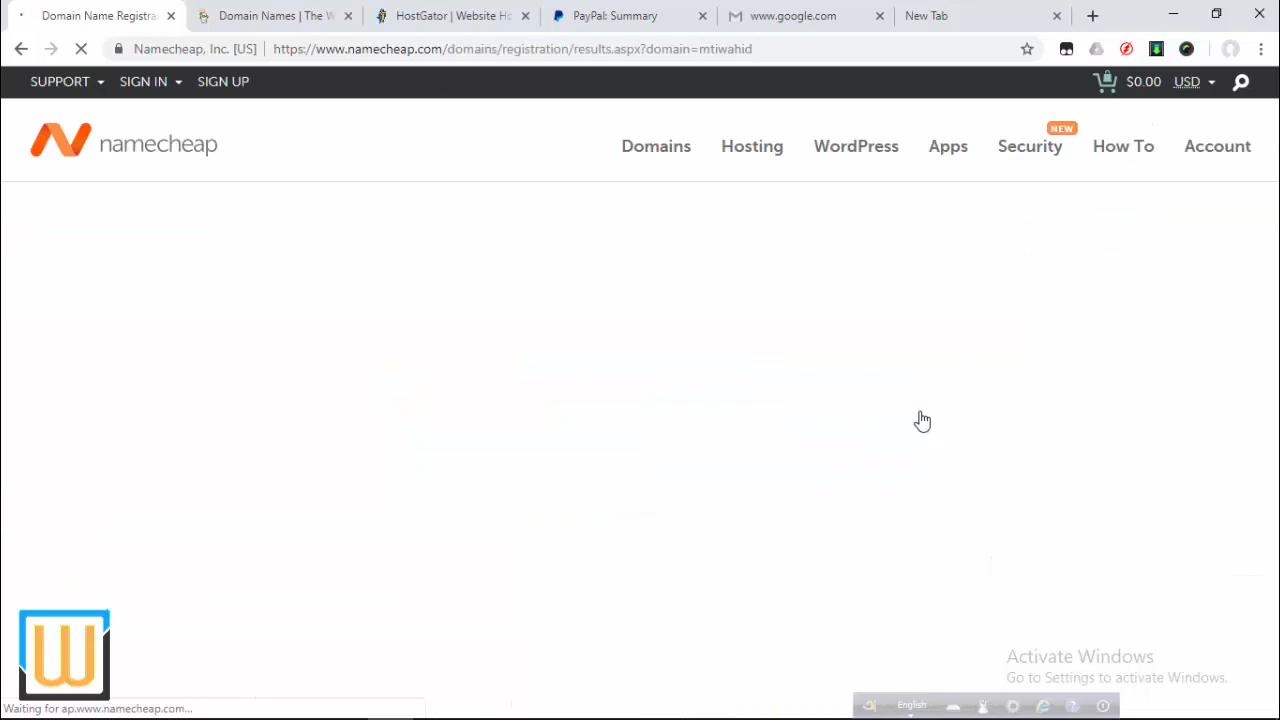 Domain Name Registra
Domain Names | The W
HostGator | Website Ho
PayPal: Summary
www.google.com
New Tab
Namecheap, Inc. [US]
https://www.namecheap.com/domains/registration/results.aspx?domain=mtiwahid
SUPPORT SIGN IN SIGN UP
$0.00 USD
NEW
namecheap
Domains Hosting WordPress Apps Security How To Account
W
Activate Windows
Go to Settings to activate Windows.
English
Waiting for ap.www.namecheap.com...